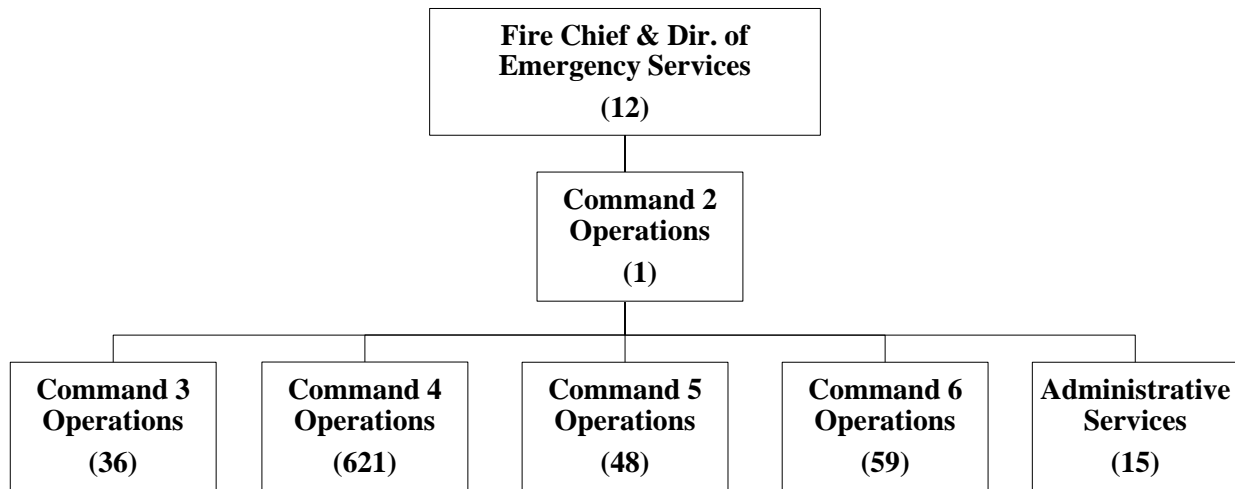 Fire Chief & Dir. of
Emergency Services
(12)
Command 2
Operations
(1)
Command 3
Operations
(36)
Command 4
Operations
(621)
Command 5
Operations
(48)
Command 6
Operations
(59)
Administrative
Services
(15)